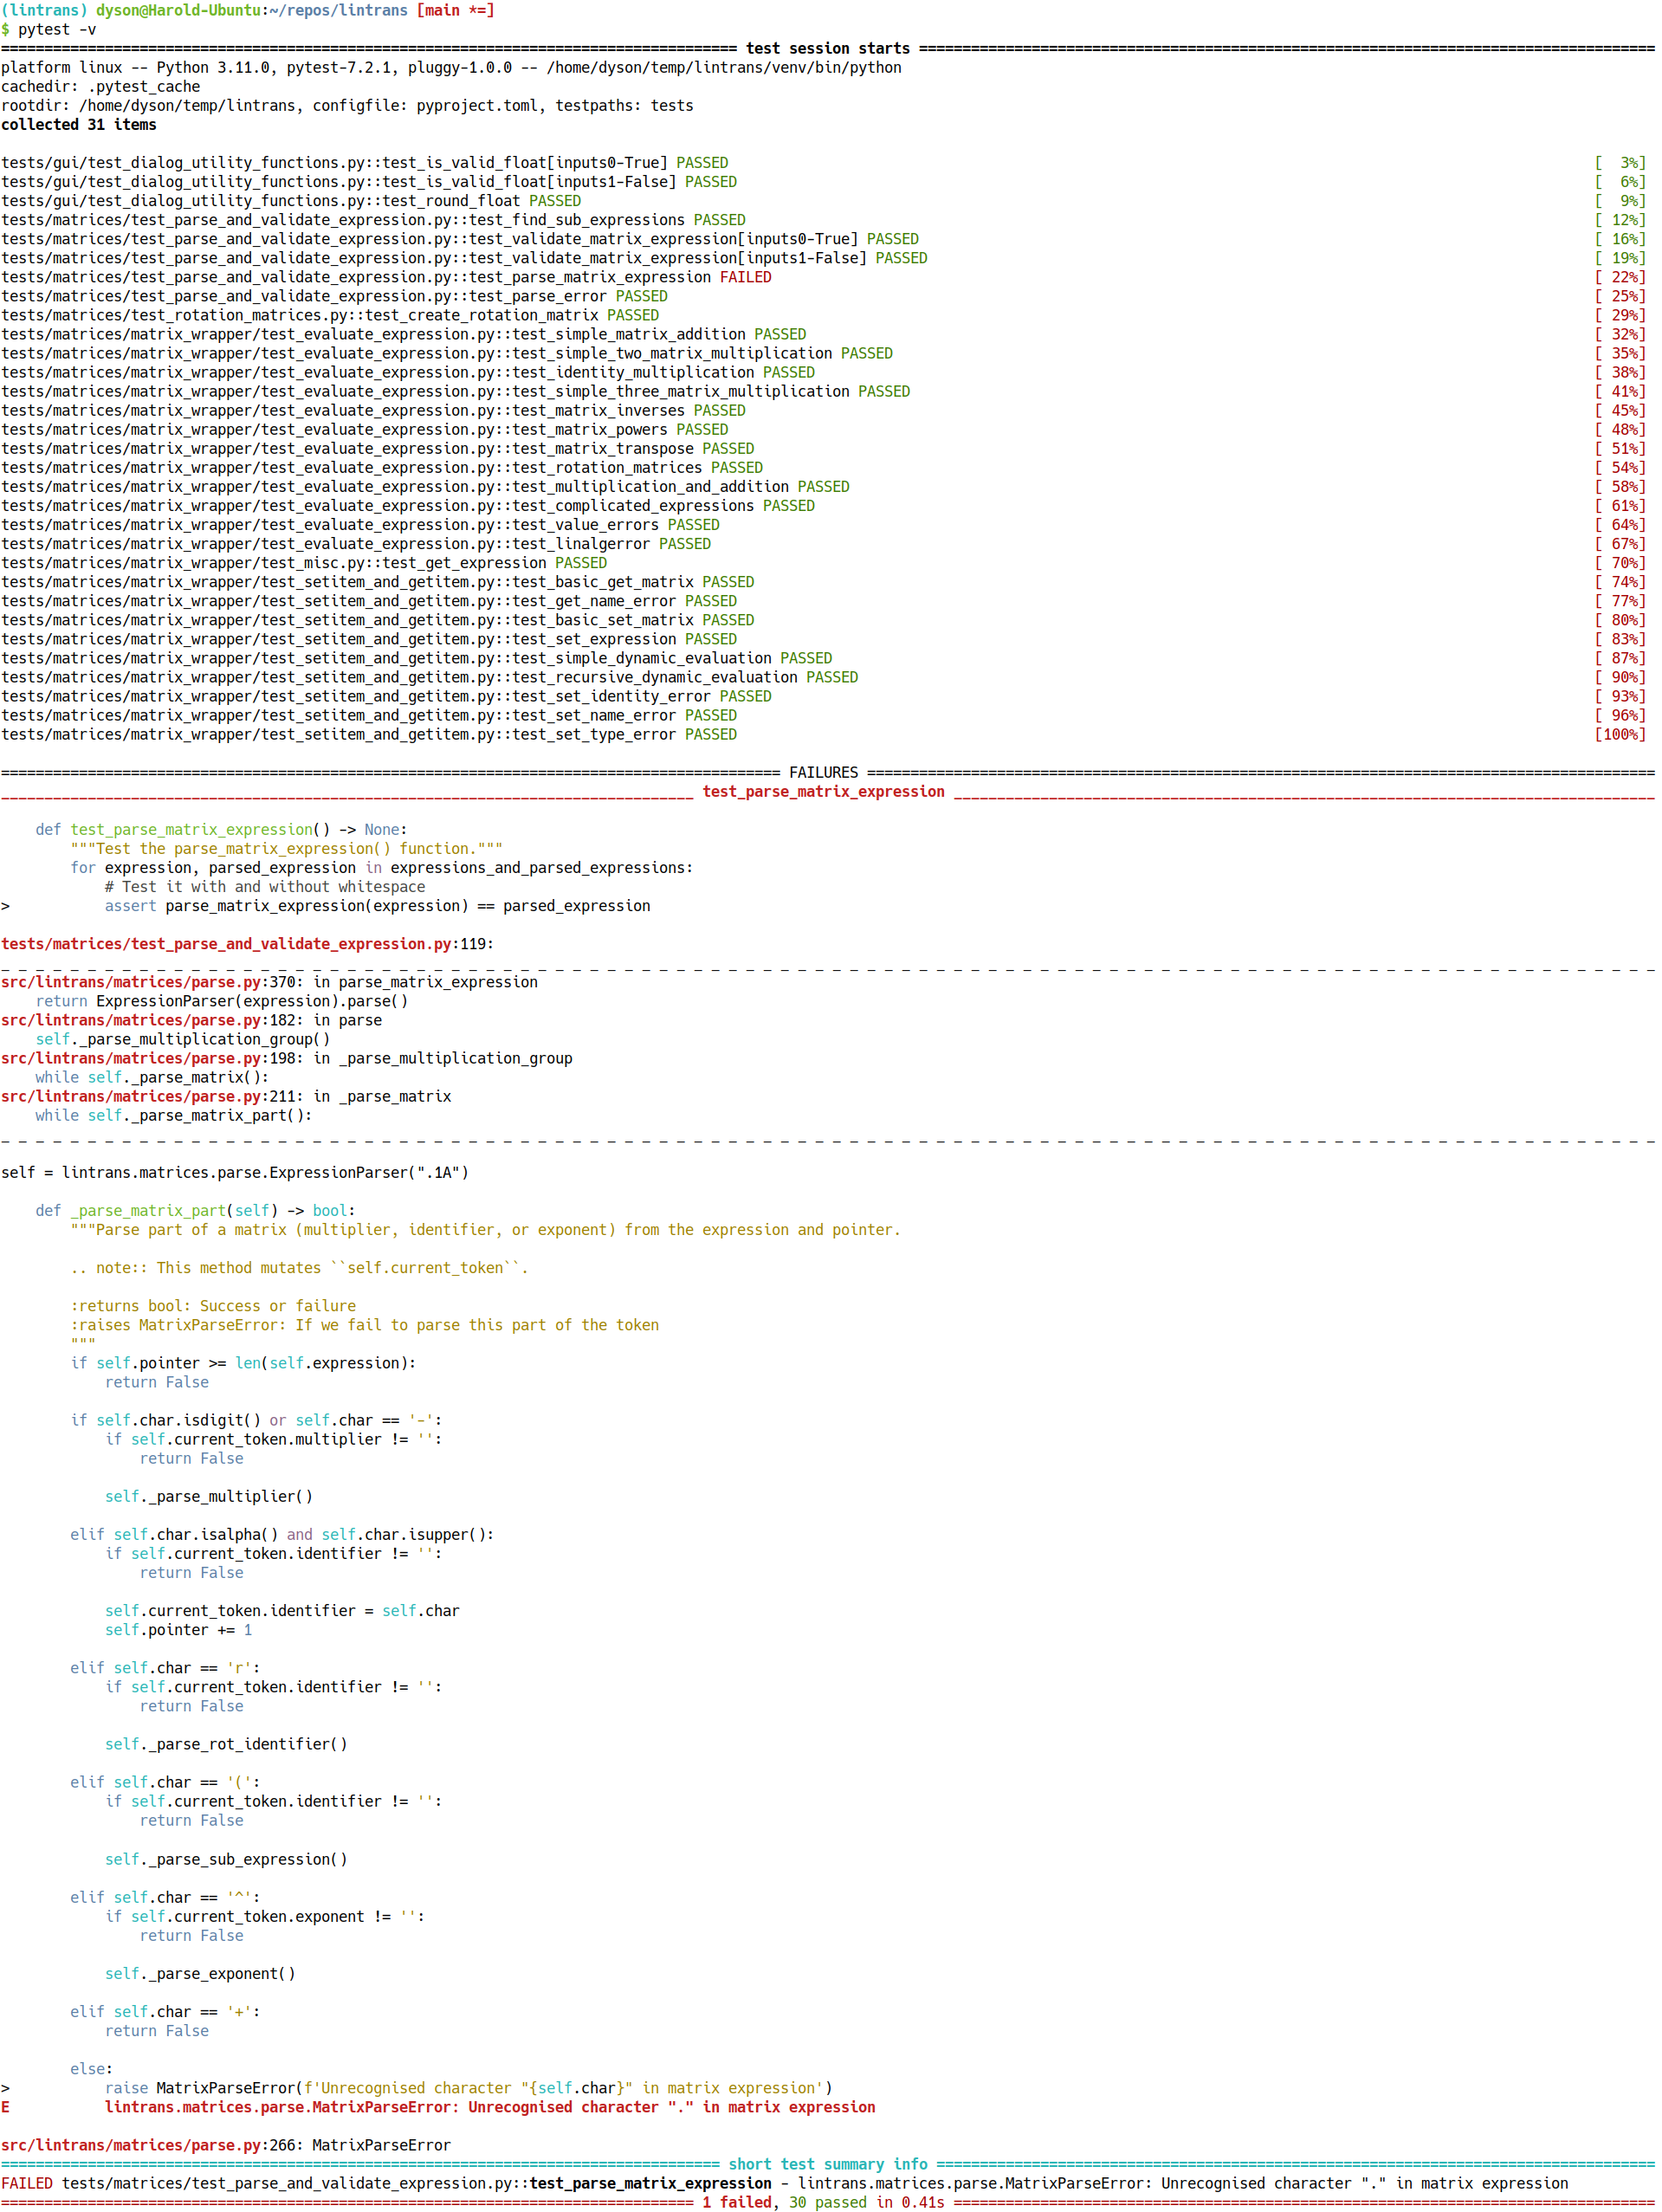 (lintrans) dyson@Harold-Ubuntu:~/repos/lintrans [main *=]
$ pytest -v
===================================================================================== test session starts =====================================================================================
platform linux -- Python 3.11.0, pytest-7.2.1, pluggy-1.0.0 -- /home/dyson/temp/lintrans/venv/bin/python
cachedir: .pytest_cache
rootdir: /home/dyson/temp/lintrans, configfile: pyproject.toml, testpaths: tests
collected 31 items

tests/gui/test_dialog_utility_functions.py::test_is_valid_float[inputs0-True] PASSED [  3%]
tests/gui/test_dialog_utility_functions.py::test_is_valid_float[inputs1-False] PASSED [  6%]
tests/gui/test_dialog_utility_functions.py::test_round_float PASSED [  9%]
tests/matrices/test_parse_and_validate_expression.py::test_find_sub_expressions PASSED [ 12%]
tests/matrices/test_parse_and_validate_expression.py::test_validate_matrix_expression[inputs0-True] PASSED [ 16%]
tests/matrices/test_parse_and_validate_expression.py::test_validate_matrix_expression[inputs1-False] PASSED [ 19%]
tests/matrices/test_parse_and_validate_expression.py::test_parse_matrix_expression FAILED [ 22%]
tests/matrices/test_parse_and_validate_expression.py::test_parse_error PASSED [ 25%]
tests/matrices/test_rotation_matrices.py::test_create_rotation_matrix PASSED [ 29%]
tests/matrices/matrix_wrapper/test_evaluate_expression.py::test_simple_matrix_addition PASSED [ 32%]
tests/matrices/matrix_wrapper/test_evaluate_expression.py::test_simple_two_matrix_multiplication PASSED [ 35%]
tests/matrices/matrix_wrapper/test_evaluate_expression.py::test_identity_multiplication PASSED [ 38%]
tests/matrices/matrix_wrapper/test_evaluate_expression.py::test_simple_three_matrix_multiplication PASSED [ 41%]
tests/matrices/matrix_wrapper/test_evaluate_expression.py::test_matrix_inverses PASSED [ 45%]
tests/matrices/matrix_wrapper/test_evaluate_expression.py::test_matrix_powers PASSED [ 48%]
tests/matrices/matrix_wrapper/test_evaluate_expression.py::test_matrix_transpose PASSED [ 51%]
tests/matrices/matrix_wrapper/test_evaluate_expression.py::test_rotation_matrices PASSED [ 54%]
tests/matrices/matrix_wrapper/test_evaluate_expression.py::test_multiplication_and_addition PASSED [ 58%]
tests/matrices/matrix_wrapper/test_evaluate_expression.py::test_complicated_expressions PASSED [ 61%]
tests/matrices/matrix_wrapper/test_evaluate_expression.py::test_value_errors PASSED [ 64%]
tests/matrices/matrix_wrapper/test_evaluate_expression.py::test_linalgerror PASSED [ 67%]
tests/matrices/matrix_wrapper/test_misc.py::test_get_expression PASSED [ 70%]
tests/matrices/matrix_wrapper/test_setitem_and_getitem.py::test_basic_get_matrix PASSED [ 74%]
tests/matrices/matrix_wrapper/test_setitem_and_getitem.py::test_get_name_error PASSED [ 77%]
tests/matrices/matrix_wrapper/test_setitem_and_getitem.py::test_basic_set_matrix PASSED [ 80%]
tests/matrices/matrix_wrapper/test_setitem_and_getitem.py::test_set_expression PASSED [ 83%]
tests/matrices/matrix_wrapper/test_setitem_and_getitem.py::test_simple_dynamic_evaluation PASSED [ 87%]
tests/matrices/matrix_wrapper/test_setitem_and_getitem.py::test_recursive_dynamic_evaluation PASSED [ 90%]
tests/matrices/matrix_wrapper/test_setitem_and_getitem.py::test_set_identity_error PASSED [ 93%]
tests/matrices/matrix_wrapper/test_setitem_and_getitem.py::test_set_name_error PASSED [ 96%]
tests/matrices/matrix_wrapper/test_setitem_and_getitem.py::test_set_type_error PASSED [100%]

========================================================================================== FAILURES ===========================================================================================
________________________________________________________________________________ test_parse_matrix_expression _________________________________________________________________________________

    def test_parse_matrix_expression() -> None:
        """Test the parse_matrix_expression() function."""
        for expression, parsed_expression in expressions_and_parsed_expressions:
            # Test it with and without whitespace
>           assert parse_matrix_expression(expression) == parsed_expression

tests/matrices/test_parse_and_validate_expression.py:119:
_ _ _ _ _ _ _ _ _ _ _ _ _ _ _ _ _ _ _ _ _ _ _ _ _ _ _ _ _ _ _ _ _ _ _ _ _ _ _ _ _ _ _ _ _ _ _ _ _ _ _ _ _ _ _ _ _ _ _ _ _ _ _ _ _ _ _ _ _ _ _ _ _ _ _ _ _ _ _ _ _ _ _ _ _ _ _ _ _ _ _ _ _ _ _ _
src/lintrans/matrices/parse.py:370: in parse_matrix_expression
    return ExpressionParser(expression).parse()
src/lintrans/matrices/parse.py:182: in parse
    self._parse_multiplication_group()
src/lintrans/matrices/parse.py:198: in _parse_multiplication_group
    while self._parse_matrix():
src/lintrans/matrices/parse.py:211: in _parse_matrix
    while self._parse_matrix_part():
_ _ _ _ _ _ _ _ _ _ _ _ _ _ _ _ _ _ _ _ _ _ _ _ _ _ _ _ _ _ _ _ _ _ _ _ _ _ _ _ _ _ _ _ _ _ _ _ _ _ _ _ _ _ _ _ _ _ _ _ _ _ _ _ _ _ _ _ _ _ _ _ _ _ _ _ _ _ _ _ _ _ _ _ _ _ _ _ _ _ _ _ _ _ _ _

self = lintrans.matrices.parse.ExpressionParser(".1A")

    def _parse_matrix_part(self) -> bool:
        """Parse part of a matrix (multiplier, identifier, or exponent) from the expression and pointer.

        .. note:: This method mutates ``self.current_token``.

        :returns bool: Success or failure
        :raises MatrixParseError: If we fail to parse this part of the token
        """
        if self.pointer >= len(self.expression):
            return False

        if self.char.isdigit() or self.char == '-':
            if self.current_token.multiplier != '':
                return False

            self._parse_multiplier()

        elif self.char.isalpha() and self.char.isupper():
            if self.current_token.identifier != '':
                return False

            self.current_token.identifier = self.char
            self.pointer += 1

        elif self.char == 'r':
            if self.current_token.identifier != '':
                return False

            self._parse_rot_identifier()

        elif self.char == '(':
            if self.current_token.identifier != '':
                return False

            self._parse_sub_expression()

        elif self.char == '^':
            if self.current_token.exponent != '':
                return False

            self._parse_exponent()

        elif self.char == '+':
            return False

        else:
>           raise MatrixParseError(f'Unrecognised character "{self.char}" in matrix expression')
E           lintrans.matrices.parse.MatrixParseError: Unrecognised character "." in matrix expression

src/lintrans/matrices/parse.py:266: MatrixParseError
=================================================================================== short test summary info ===================================================================================
FAILED tests/matrices/test_parse_and_validate_expression.py::test_parse_matrix_expression - lintrans.matrices.parse.MatrixParseError: Unrecognised character "." in matrix expression
================================================================================ 1 failed, 30 passed in 0.41s =================================================================================